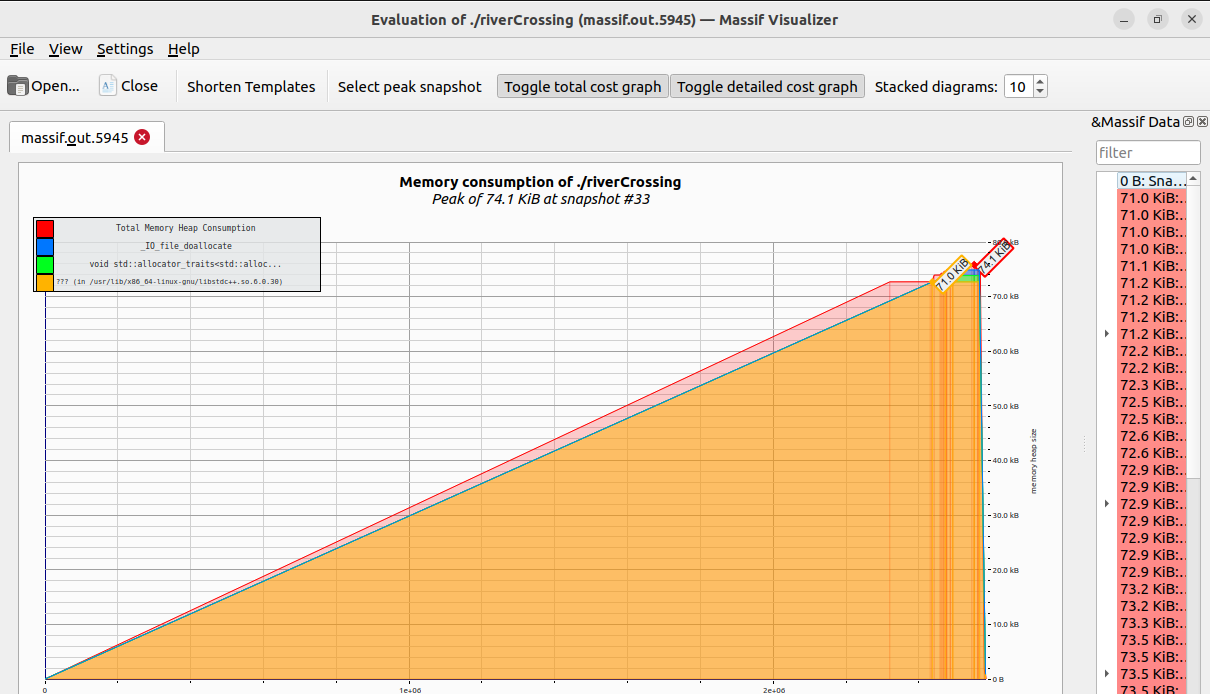 Evaluation of ./riverCrossing (massif.out.5945) — Massif Visualizer
File View Settings Help
Open... Close Shorten Templates Select peak snapshot Toggle total cost graph Toggle detailed cost graph Stacked diagrams: 10
massif.out.5945
&Massif Data
filter
Memory consumption of ./riverCrossing
Peak of 74.1 KiB at snapshot #33
Total Memory Heap Consumption
_IO_file_doallocate
void std::allocator_traits<std::alloc...
??? (in /usr/lib/x86_64-linux-gnu/libstdc++.so.6.0.30)
71.0 KiB
74.1 KiB
70.0 kB
60.0 kB
50.0 kB
40.0 kB
30.0 kB
20.0 kB
10.0 kB
0 B
memory heap size
0
1e+06
2e+06
0 B: Sna...
71.0 KiB:...
71.0 KiB:...
71.0 KiB:...
71.0 KiB:...
71.1 KiB:...
71.2 KiB:...
71.2 KiB:...
71.2 KiB:...
71.2 KiB:...
72.2 KiB:...
72.2 KiB:...
72.3 KiB:...
72.5 KiB:...
72.5 KiB:...
72.6 KiB:...
72.6 KiB:...
72.9 KiB:...
72.9 KiB:...
72.9 KiB:...
72.9 KiB:...
72.9 KiB:...
72.9 KiB:...
72.9 KiB:...
73.2 KiB:...
73.2 KiB:...
73.3 KiB:...
73.5 KiB:...
73.5 KiB:...
73.5 KiB:...
73.5 KiB:...